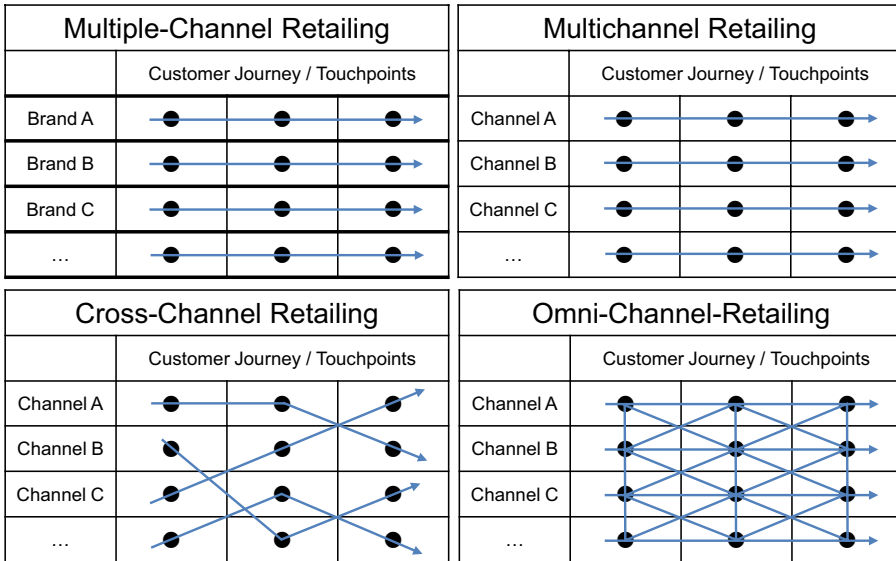 Multiple-Channel Retailing
Customer Journey / Touchpoints
Brand A
Brand B
Brand C
…
Multichannel Retailing
Customer Journey / Touchpoints
Channel A
Channel B
Channel C
…
Cross-Channel Retailing
Customer Journey / Touchpoints
Channel A
Channel B
Channel C
…
Omni-Channel-Retailing
Customer Journey / Touchpoints
Channel A
Channel B
Channel C
…